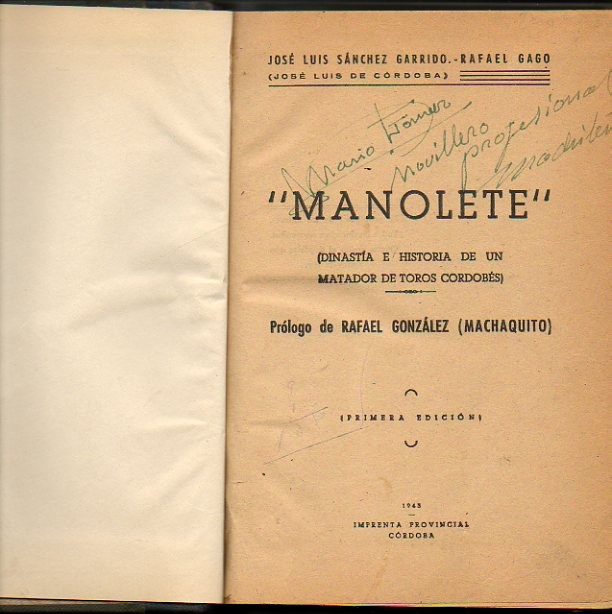 JOSÉ LUIS SÁNCHEZ GARRIDO.-RAFAEL GAGO
(JOSÉ LUIS DE CÓRDOBA)
Mario
Novillero
profesional
"MANOLETE"
(DINASTÍA E HISTORIA DE UN
MATADOR DE TOROS CORDOBÉS)
Prólogo de RAFAEL GONZÁLEZ (MACHAQUITO)
(PRIMERA EDICIÓN)
1943
IMPRENTA PROVINCIAL
CÓRDOBA